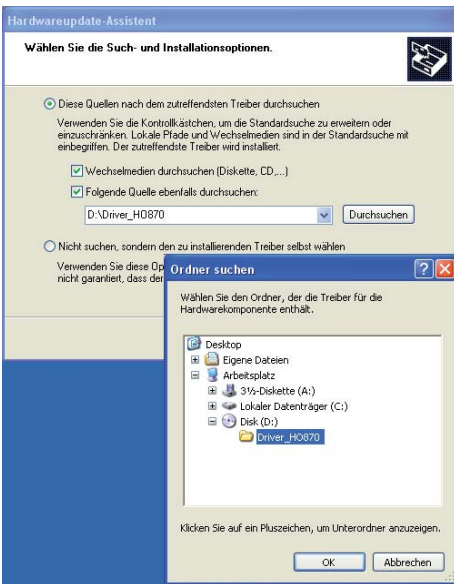 Hardwareupdate-Assistent
Wählen Sie die Such- und Installationsoptionen.
Diese Quellen nach dem zutreffendsten Treiber durchsuchen
Verwenden Sie die Kontrollkästchen, um die Standardsuche zu erweitern oder
einzuschränken. Lokale Pfade und Wechselmedien sind in der Standardsuche mit
einbegriffen. Der zutreffendste Treiber wird installiert.
Wechselmedien durchsuchen (Diskette, CD,...)
Folgende Quelle ebenfalls durchsuchen:
D:\Driver_HO870
Durchsuchen
Nicht suchen, sondern den zu installierenden Treiber selbst wählen
Verwenden Sie diese Op
nicht garantiert, dass der
Ordner suchen
Wählen Sie den Ordner, der die Treiber für die
Hardwarekomponente enthält.
Desktop
Eigene Dateien
Arbeitsplatz
3½-Diskette (A:)
Lokaler Datenträger (C:)
Disk (D:)
Driver_HO870
Klicken Sie auf ein Pluszeichen, um Unterordner anzuzeigen.
OK
Abbrechen